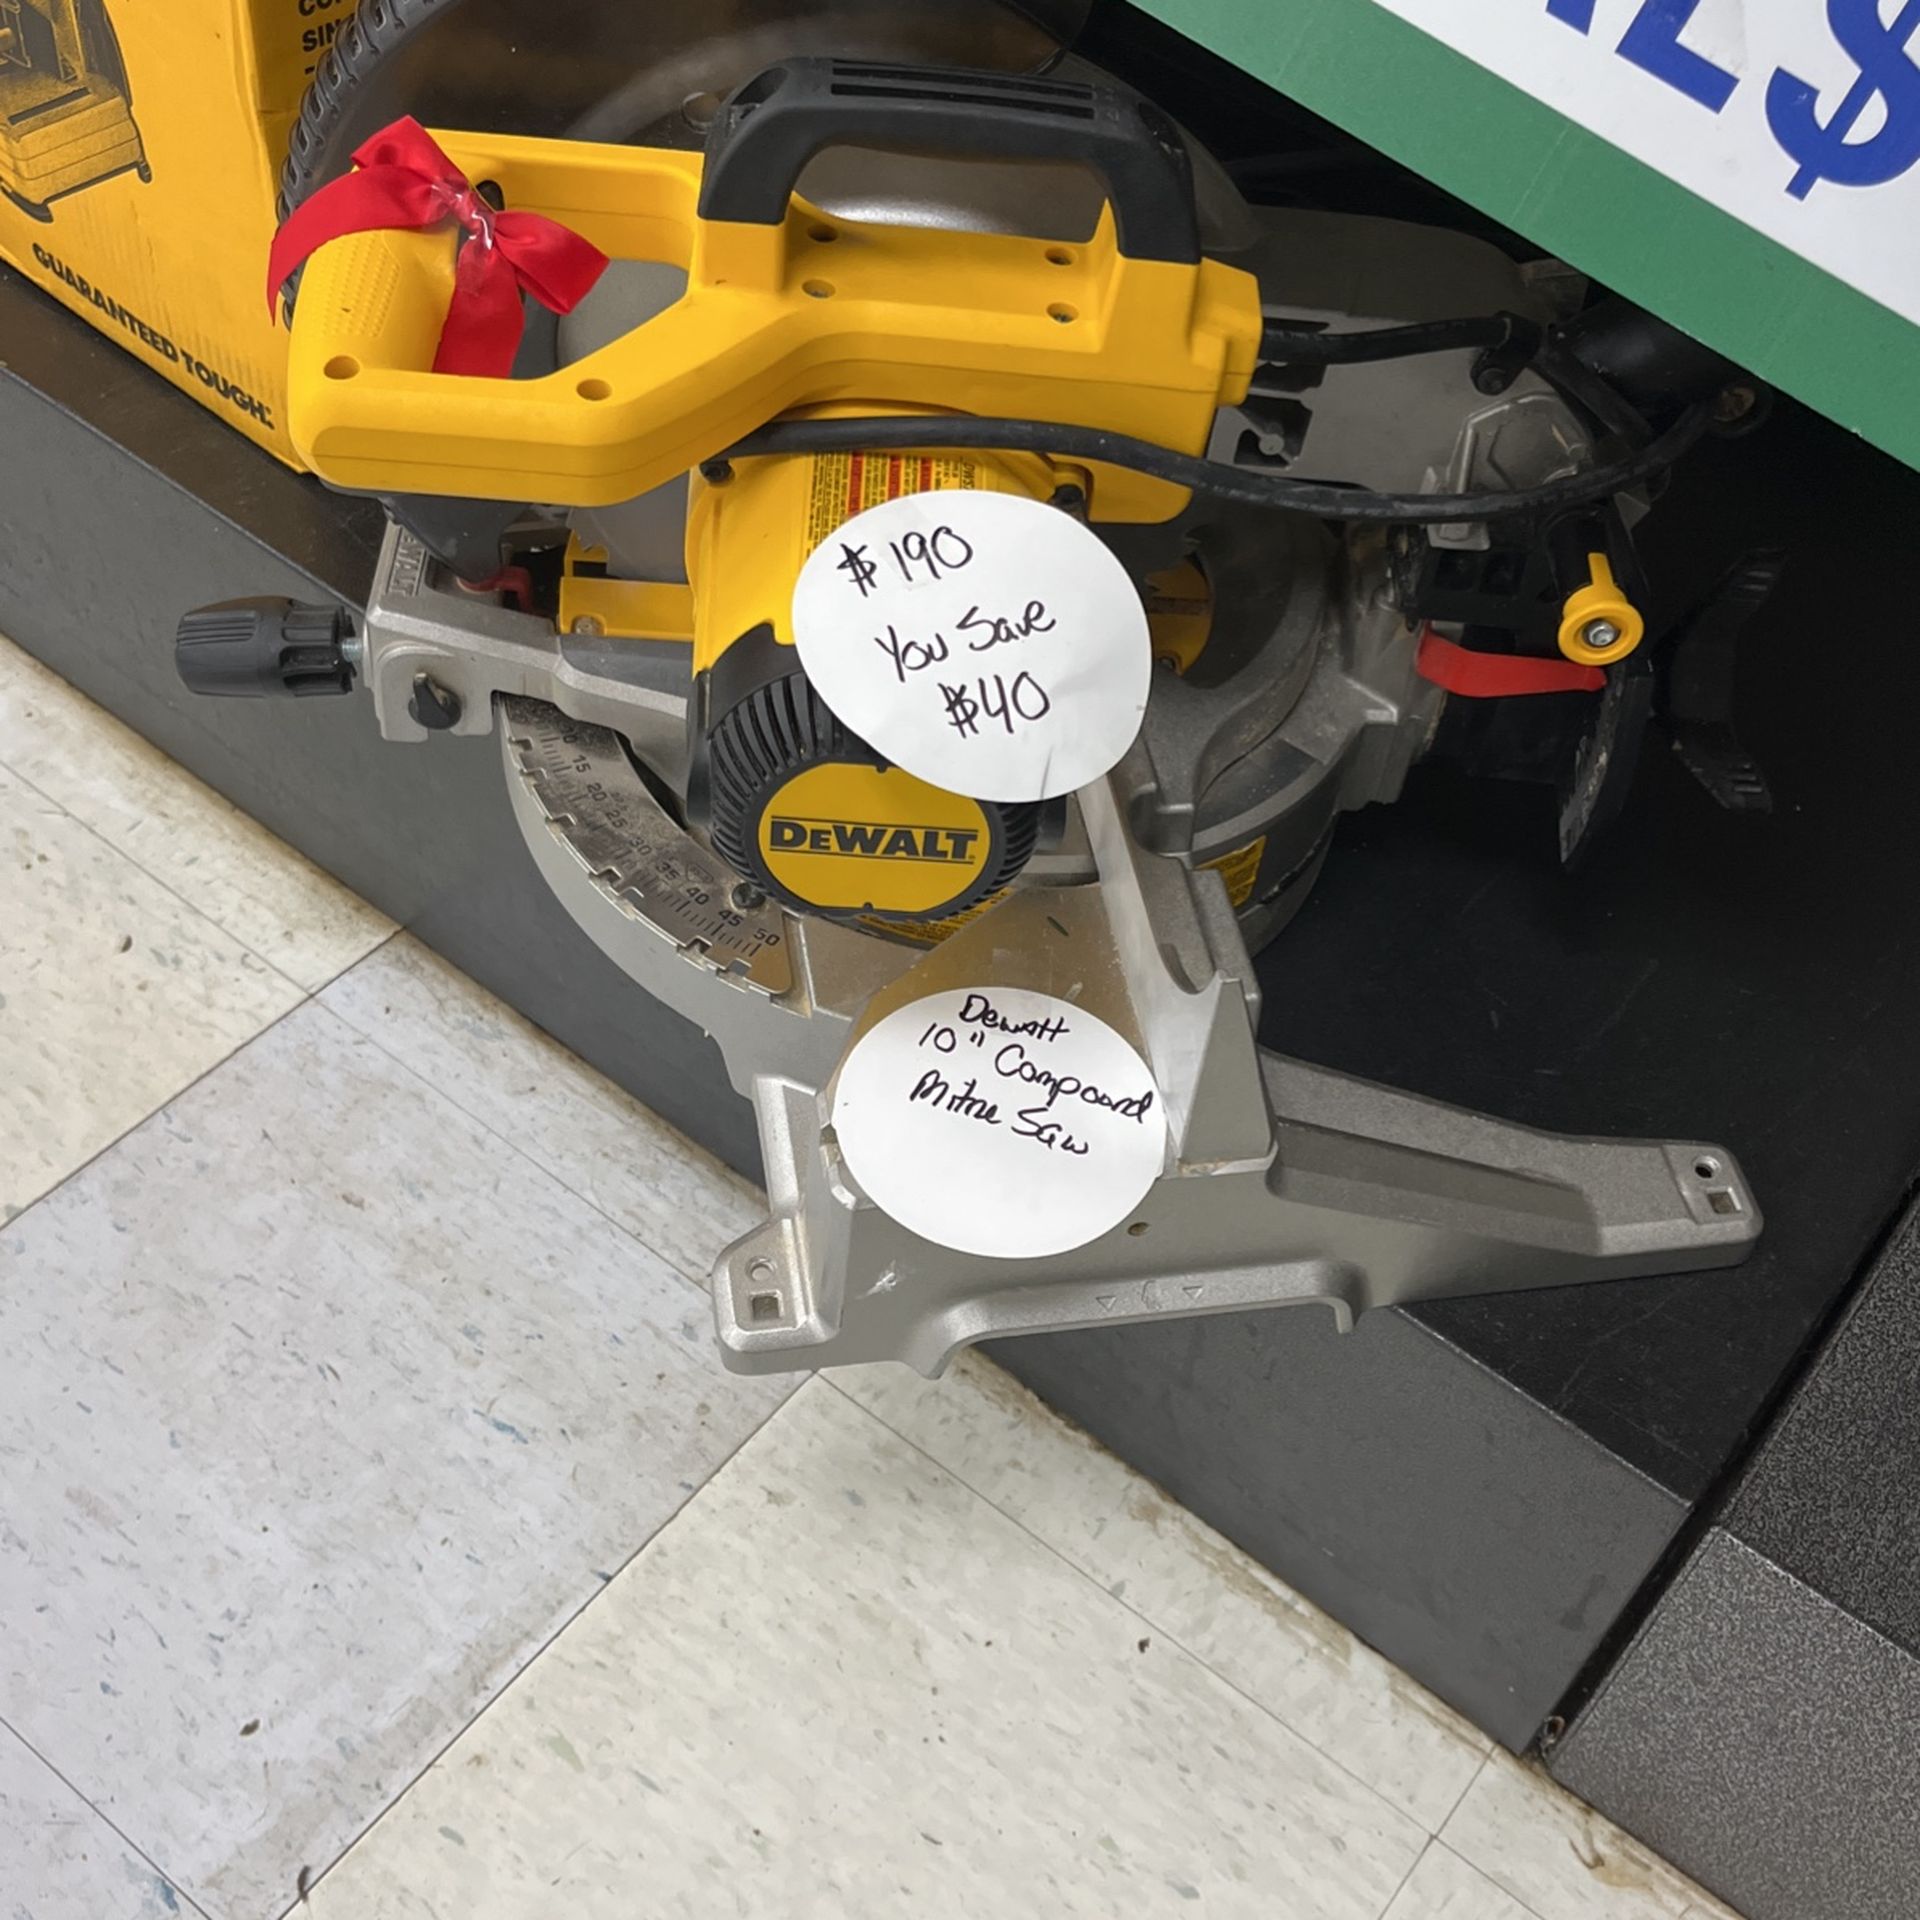 GUARANTEED TOUGH.
$190
You Save
$40
DEWALT
15
20
25
30
35
40
45
50
Dewalt
10" Compound
Mitre Saw